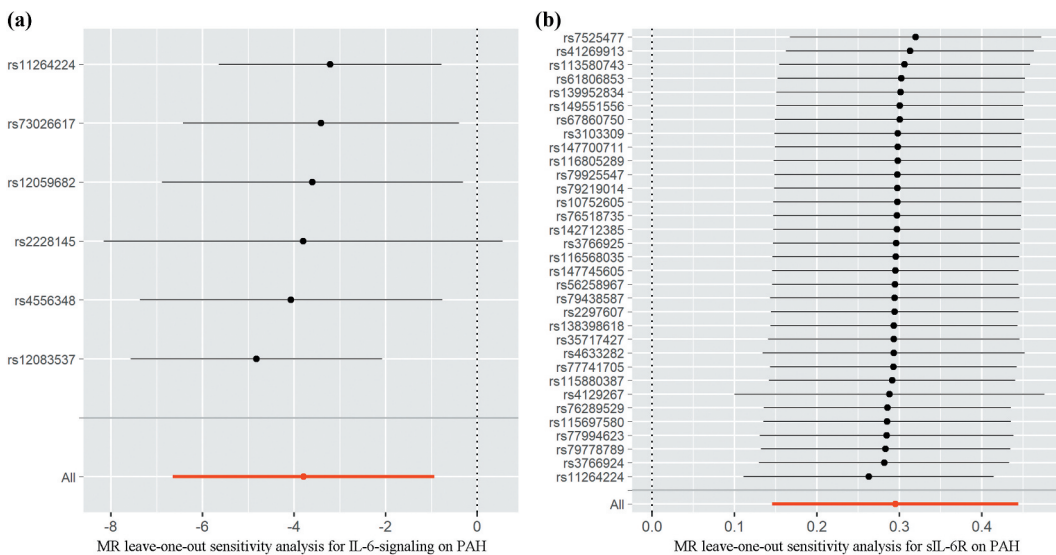 (a)
rs11264224
rs73026617
rs12059682
rs2228145
rs4556348
rs12083537
All
-8
-6
-4
-2
0
MR leave-one-out sensitivity analysis for IL-6-signaling on PAH
(b)
rs7525477
rs41269913
rs113580743
rs61806853
rs139952834
rs149551556
rs67860750
rs3103309
rs147700711
rs116805289
rs79925547
rs79219014
rs10752605
rs76518735
rs142712385
rs3766925
rs116568035
rs147745605
rs56258967
rs79438587
rs2297607
rs138398618
rs35717427
rs4633282
rs77741705
rs115880387
rs4129267
rs76289529
rs115697580
rs77994623
rs79778789
rs3766924
rs11264224
All
0.0
0.1
0.2
0.3
0.4
MR leave-one-out sensitivity analysis for sIL-6R on PAH